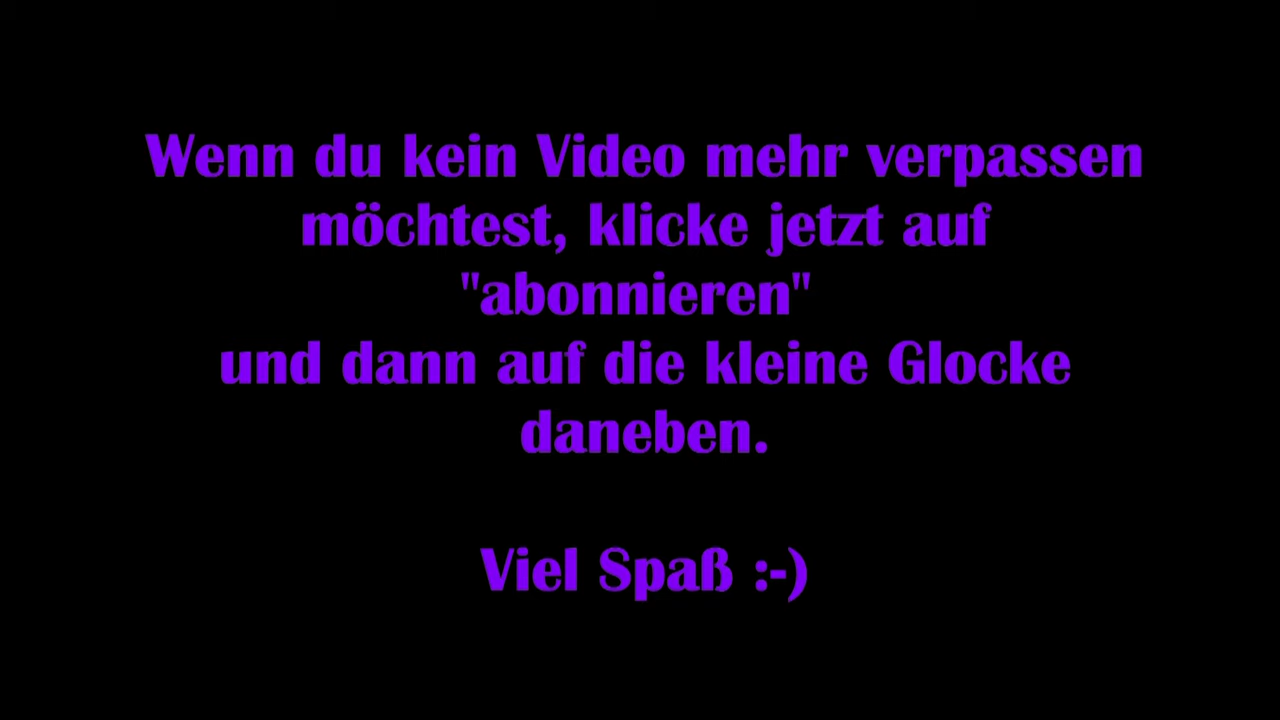 Wenn du kein Video mehr verpassen
möchtest, klicke jetzt auf
"abonnieren"
und dann auf die kleine Glocke
daneben.
Viel Spaß :-)